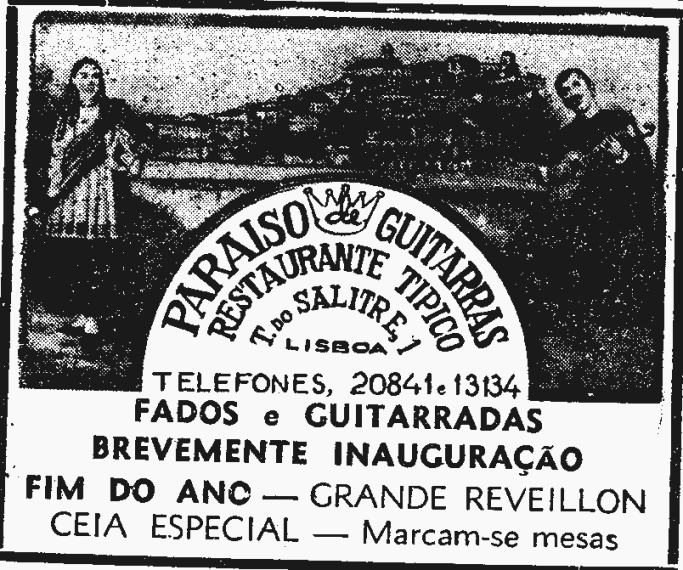 PARAISO de GUITARRAS
RESTAURANTE TIPICO
T. DO SALITRE, 1
LISBOA
TELEFONES, 20841 e 13134
FADOS e GUITARRADAS
BREVEMENTE INAUGURAÇÃO
FIM DO ANO — GRANDE REVEILLON
CEIA ESPECIAL — Marcam-se mesas